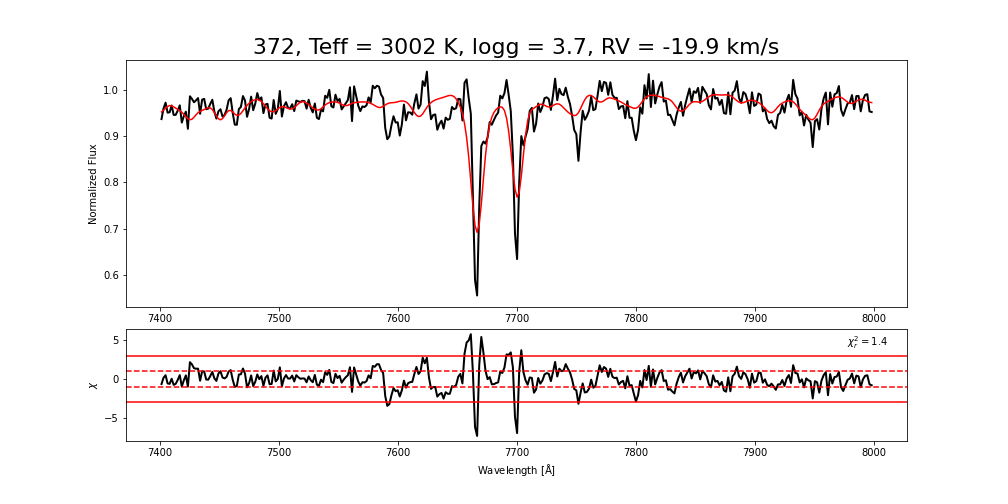 372, Teff = 3002 K, logg = 3.7, RV = -19.9 km/s
1.0
0.9
0.8
0.7
0.6
Normalized Flux
7400 7500 7600 7700 7800 7900 8000
5
0
−5
χ
χ²ᵣ = 1.4
7400 7500 7600 7700 7800 7900 8000
Wavelength [Å]